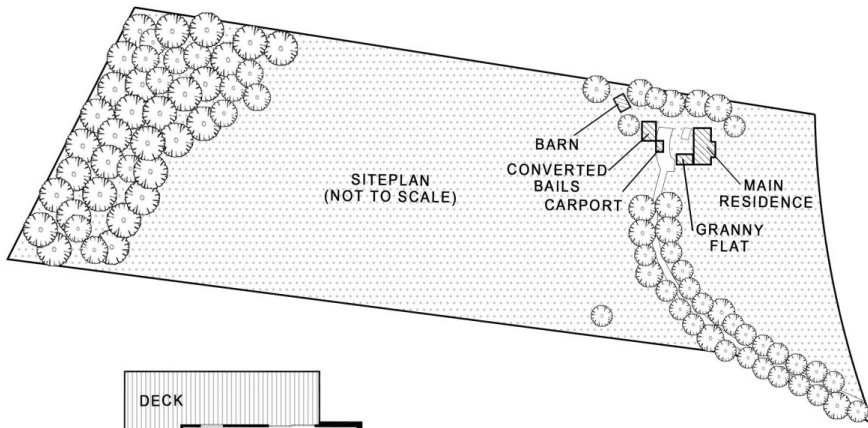 BARN
CONVERTED
BAILS
CARPORT
SITEPLAN
(NOT TO SCALE)
MAIN
RESIDENCE
GRANNY
FLAT
DECK